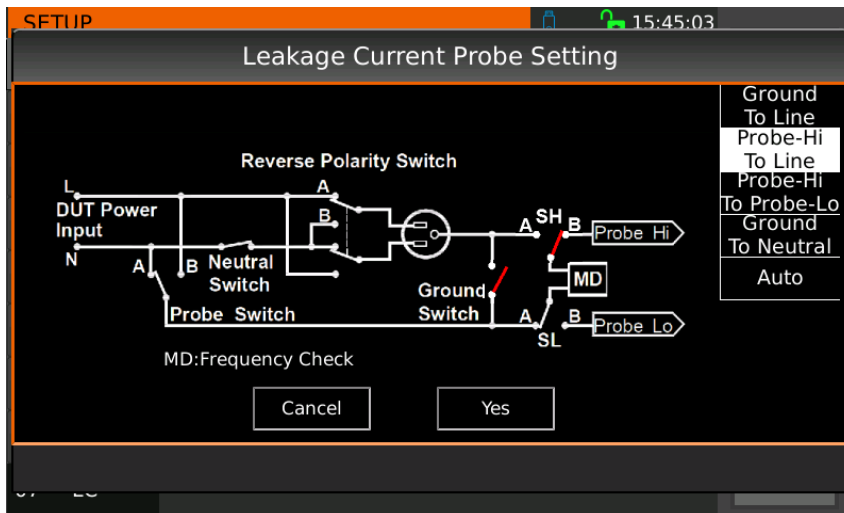 SETUP
15:45:03
Leakage Current Probe Setting
Ground
To Line
Probe-Hi
To Line
Probe-Hi
To Probe-Lo
Ground
To Neutral
Auto
Reverse Polarity Switch
L
A
DUT Power
Input
B
N
A
B
Neutral
Switch
Probe Switch
Ground
Switch
A
SH
B
Probe Hi
MD
A
B
Probe Lo
SL
MD:Frequency Check
Cancel
Yes